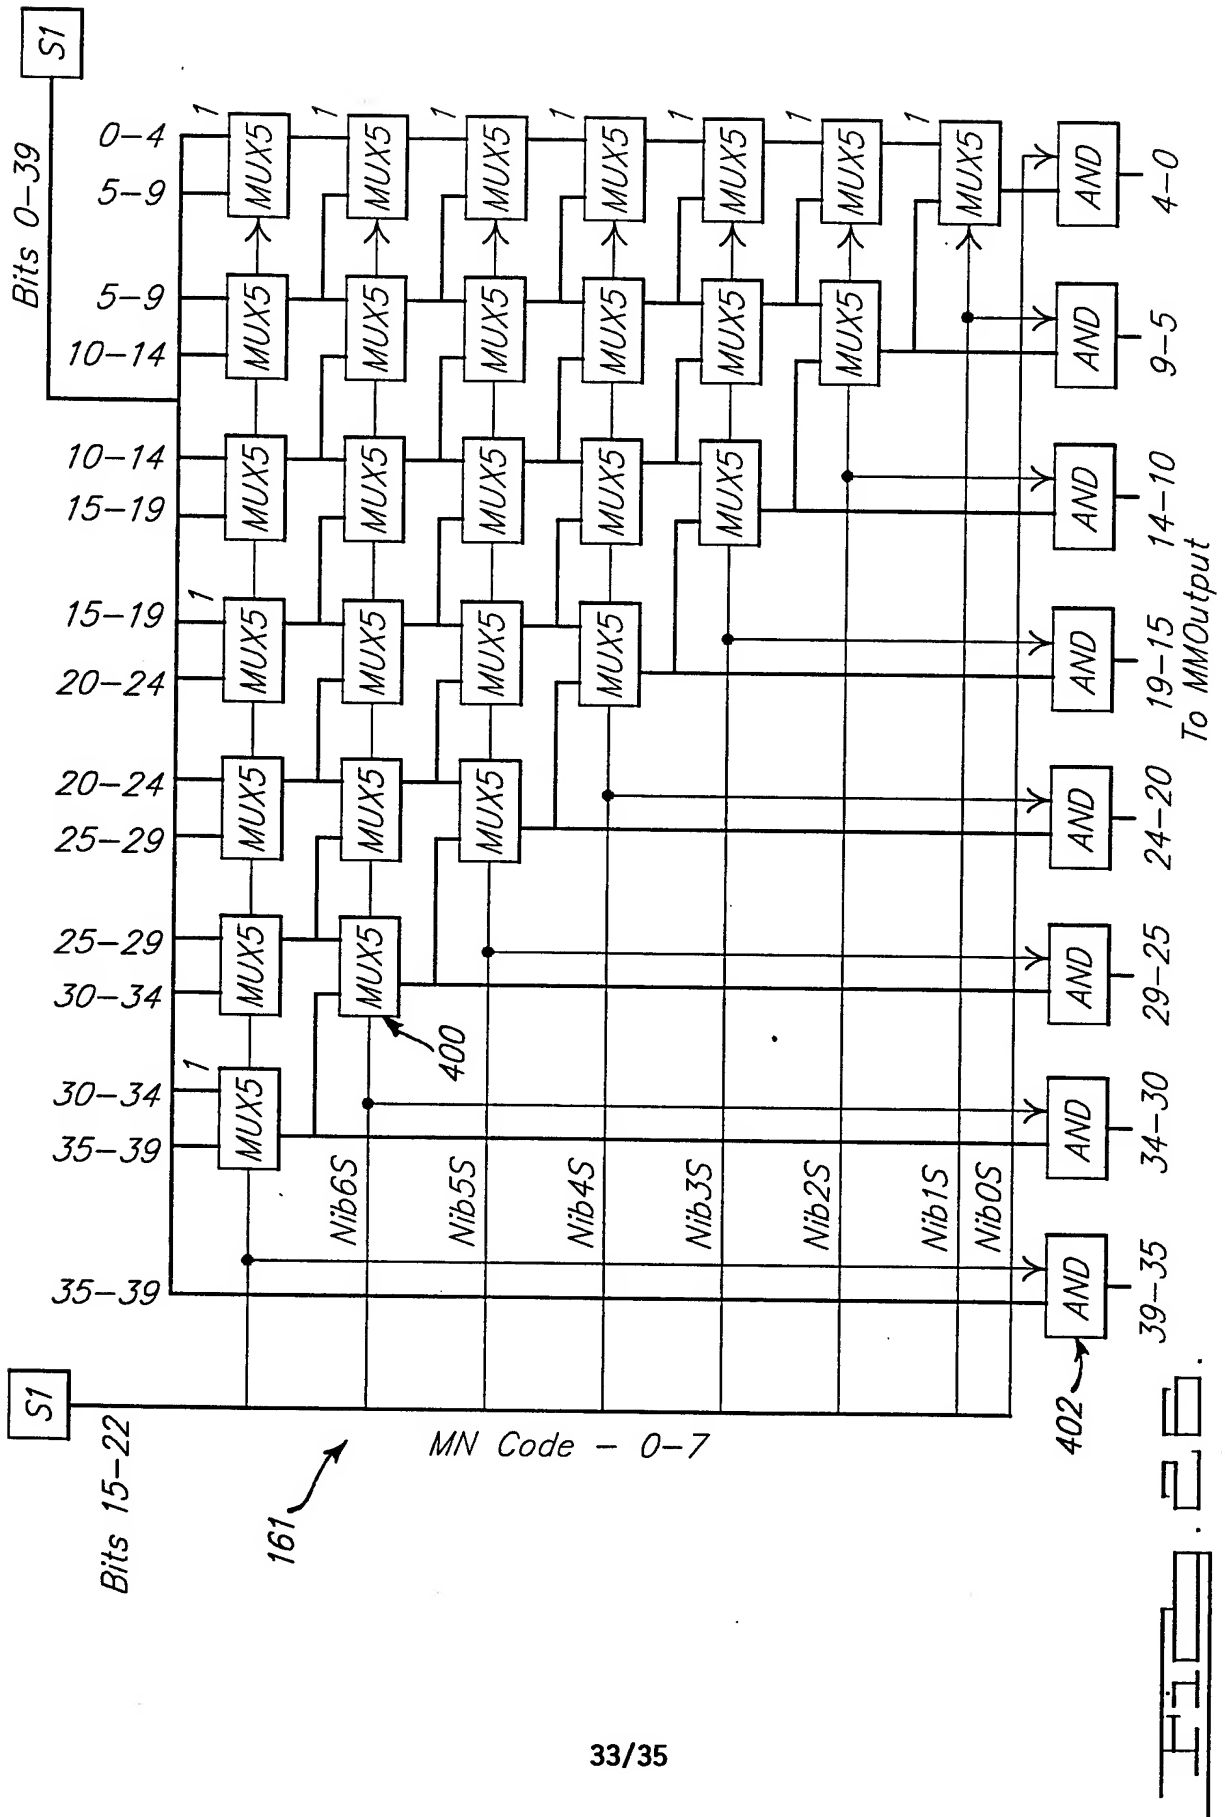 S1
Bits 15-22
S1
Bits 0-39
35-39
35-39
30-34
30-34
25-29
25-29
20-24
20-24
15-19
15-19
10-14
10-14
5-9
5-9
0-4
1
1
1
MUX5
MUX5
MUX5
MUX5
MUX5
MUX5
MUX5
161
Nib6S
1
MUX5
MUX5
MUX5
MUX5
MUX5
MUX5
400
MN Code - 0-7
Nib5S
1
MUX5
MUX5
MUX5
MUX5
MUX5
Nib4S
1
MUX5
MUX5
MUX5
MUX5
Nib3S
1
MUX5
MUX5
MUX5
Nib2S
1
MUX5
MUX5
Nib1S
1
MUX5
Nib0S
402
AND
AND
AND
AND
AND
AND
AND
AND
39-35
34-30
29-25
24-20
19-15
14-10
9-5
4-0
To MMOutput
33/35